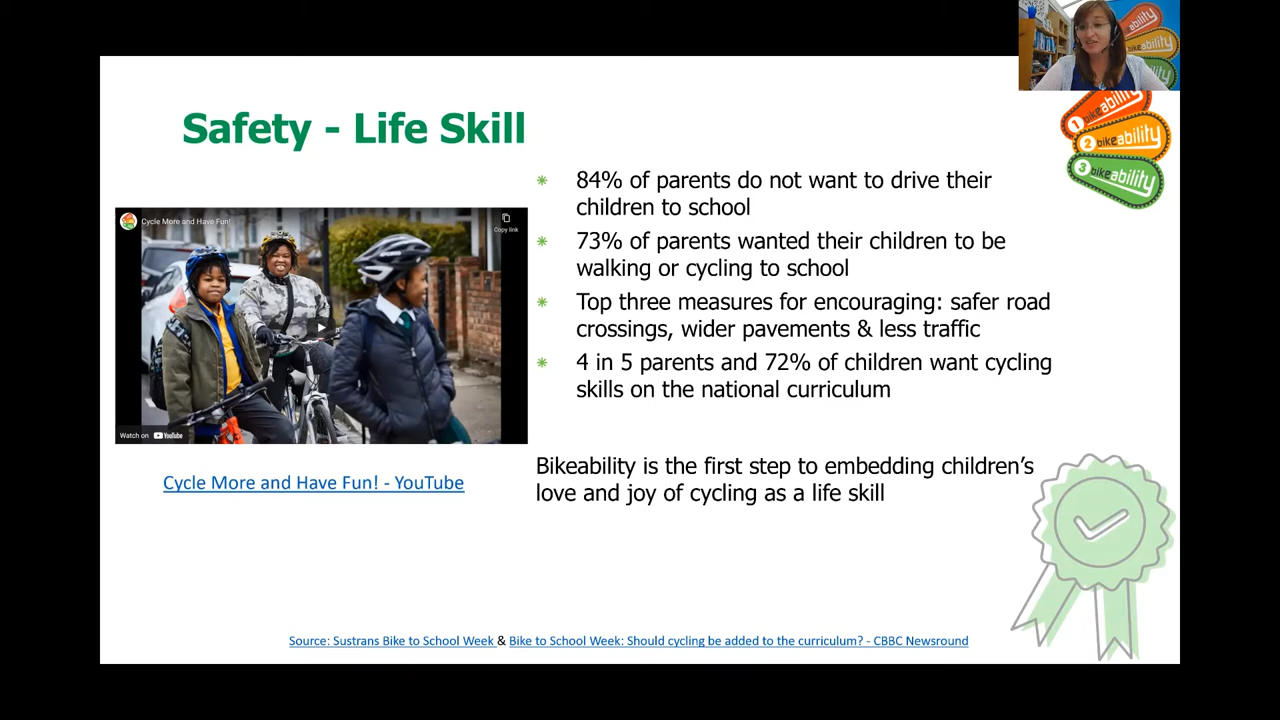 ability
bikeability
Safety - Life Skill
1 bikeability
2 bikeability
3 bikeability
84% of parents do not want to drive their
children to school
73% of parents wanted their children to be
walking or cycling to school
Top three measures for encouraging: safer road
crossings, wider pavements & less traffic
4 in 5 parents and 72% of children want cycling
skills on the national curriculum
Cycle More and Have Fun!
Copy link
Watch on YouTube
Cycle More and Have Fun! - YouTube
Bikeability is the first step to embedding children’s
love and joy of cycling as a life skill
Source: Sustrans Bike to School Week & Bike to School Week: Should cycling be added to the curriculum? - CBBC Newsround